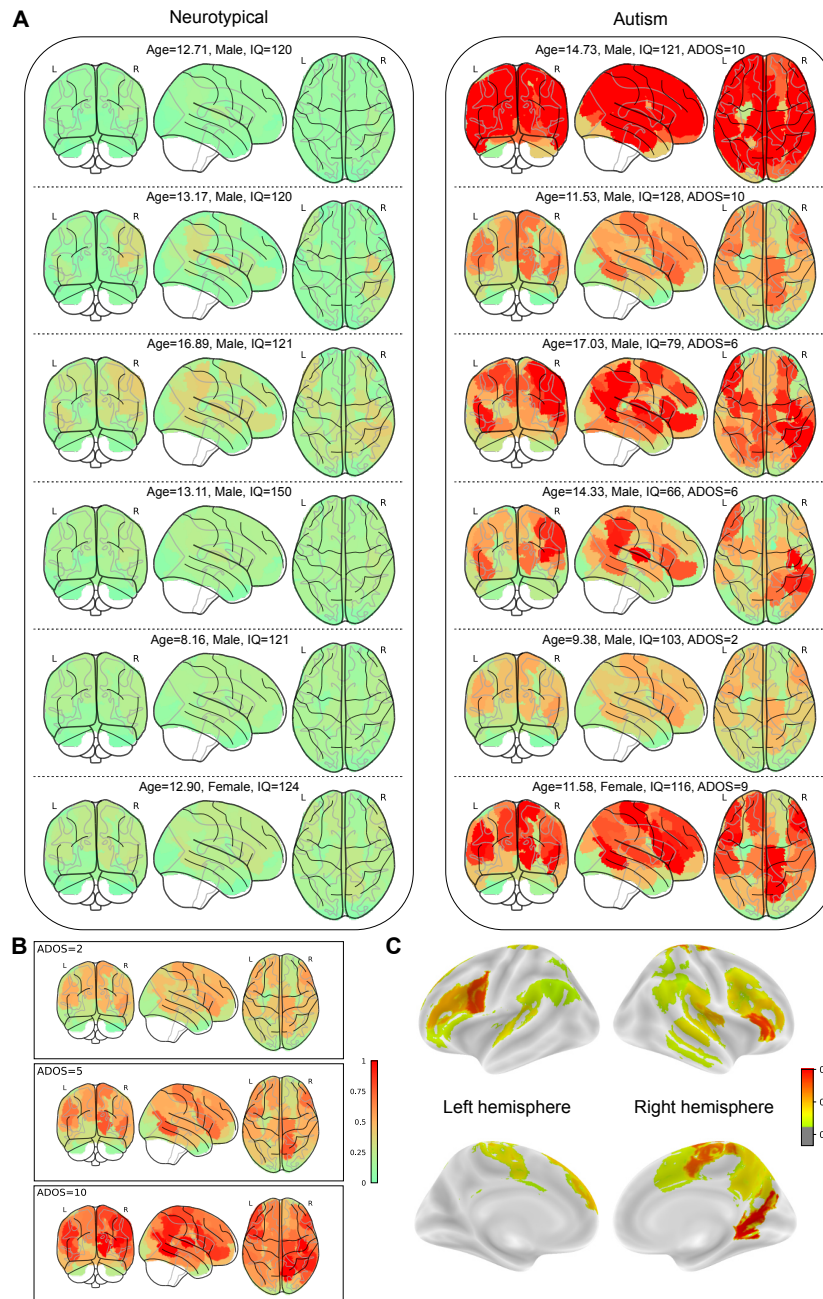 A
Neurotypical
Autism
Age=12.71, Male, IQ=120
L R
Age=13.17, Male, IQ=120
L R
Age=16.89, Male, IQ=121
L R
Age=13.11, Male, IQ=150
L R
Age=8.16, Male, IQ=121
L R
Age=12.90, Female, IQ=124
L R
Age=14.73, Male, IQ=121, ADOS=10
L R
Age=11.53, Male, IQ=128, ADOS=10
L R
Age=17.03, Male, IQ=79, ADOS=6
L R
Age=14.33, Male, IQ=66, ADOS=6
L R
Age=9.38, Male, IQ=103, ADOS=2
L R
Age=11.58, Female, IQ=116, ADOS=9
L R
B
ADOS=2
L R
ADOS=5
L R
ADOS=10
L R
1
0.75
0.5
0.25
0
C
Left hemisphere
Right hemisphere